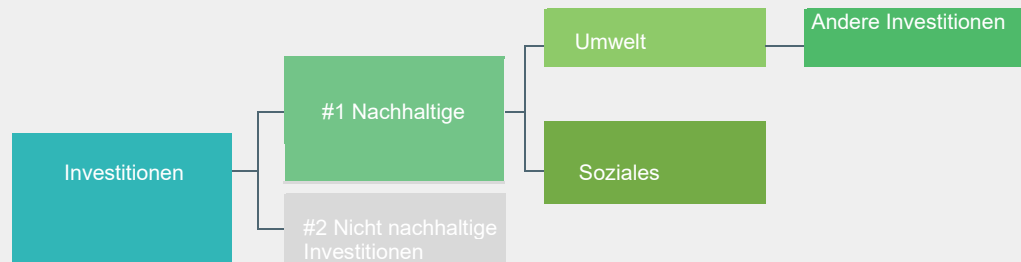 Andere Investitionen
Umwelt
#1 Nachhaltige
Investitionen
Soziales
#2 Nicht nachhaltige
Investitionen